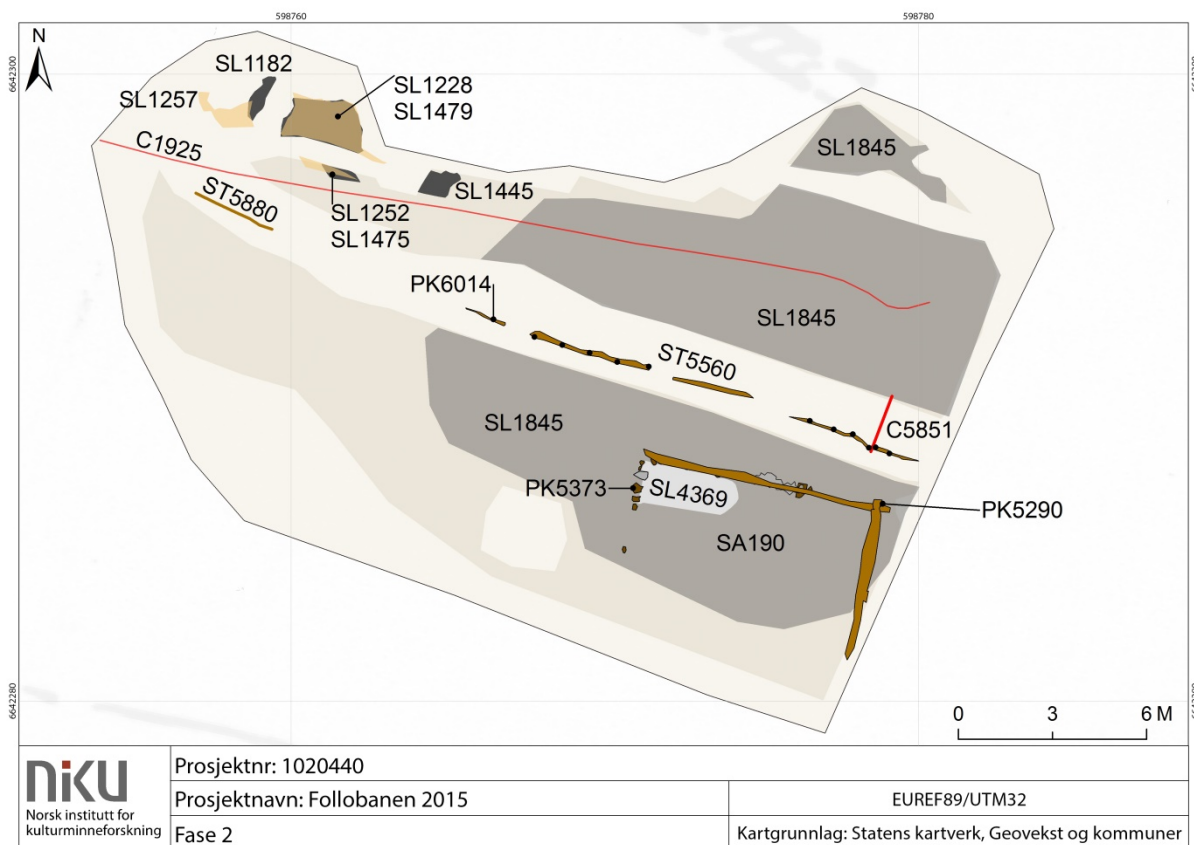 598760
598780
N
6642300
SL1182
SL1228
SL1479
SL1257
C1925
SL1845
ST5880
SL1445
SL1252
SL1475
PK6014
SL1845
ST5560
SL1845
C5851
PK5373
SL4369
PK5290
SA190
6642280
6642280
0 3 6 M
niKU
Norsk institutt for
kulturminneforskning
Prosjektnr: 1020440
Prosjektnavn: Follobanen 2015
EUREF89/UTM32
Fase 2
Kartgrunnlag: Statens kartverk, Geovekst og kommuner